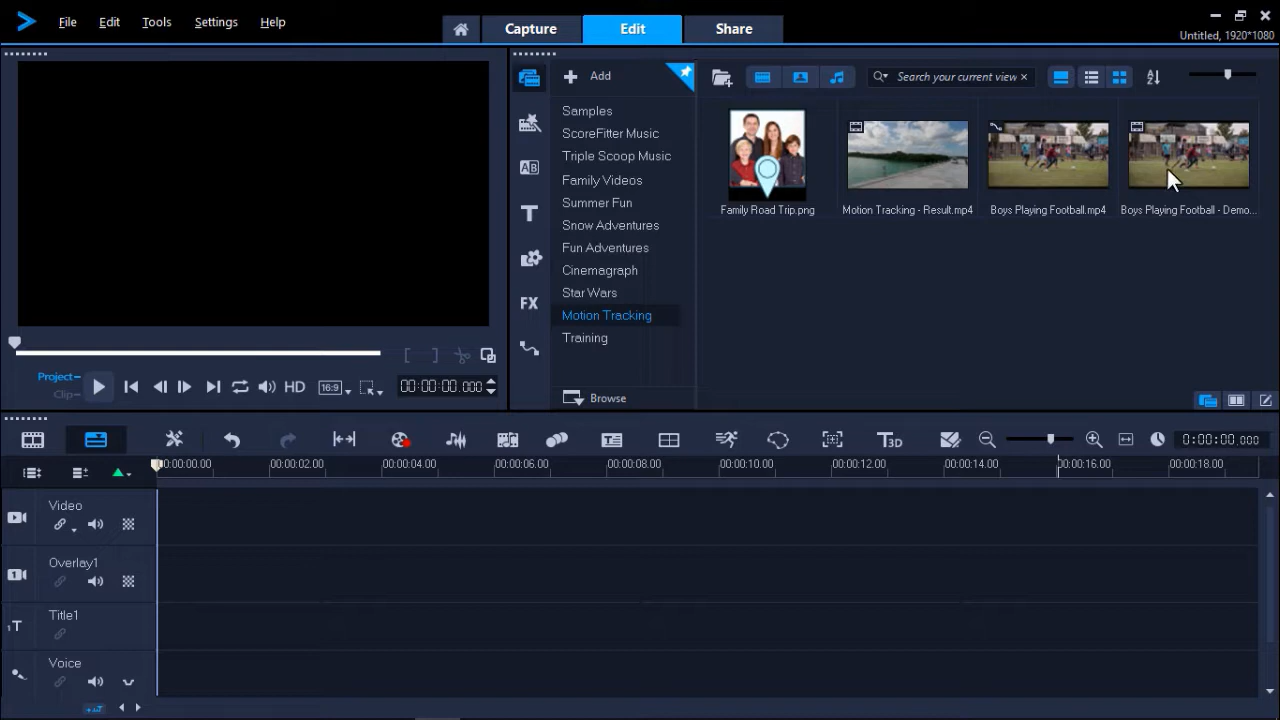 File Edit Tools Settings Help
Capture Edit Share
Untitled, 1920*1080
Add
Search your current view
Samples
ScoreFitter Music
Triple Scoop Music
Family Videos
Summer Fun
Snow Adventures
Fun Adventures
Cinemagraph
Star Wars
Motion Tracking
Training
Browse
AB
T
FX
Family Road Trip.png
Motion Tracking - Result.mp4
Boys Playing Football.mp4
Boys Playing Football - Demo...
Project
Clip
HD
16:9
00:00:00.000
T3D
0:00:00.000
00:00:00.00 00:00:02.00 00:00:04.00 00:00:06.00 00:00:08.00 00:00:10.00 00:00:12.00 00:00:14.00 00:00:16.00 00:00:18.00
Video
Overlay1
1
Title1
1T
Voice